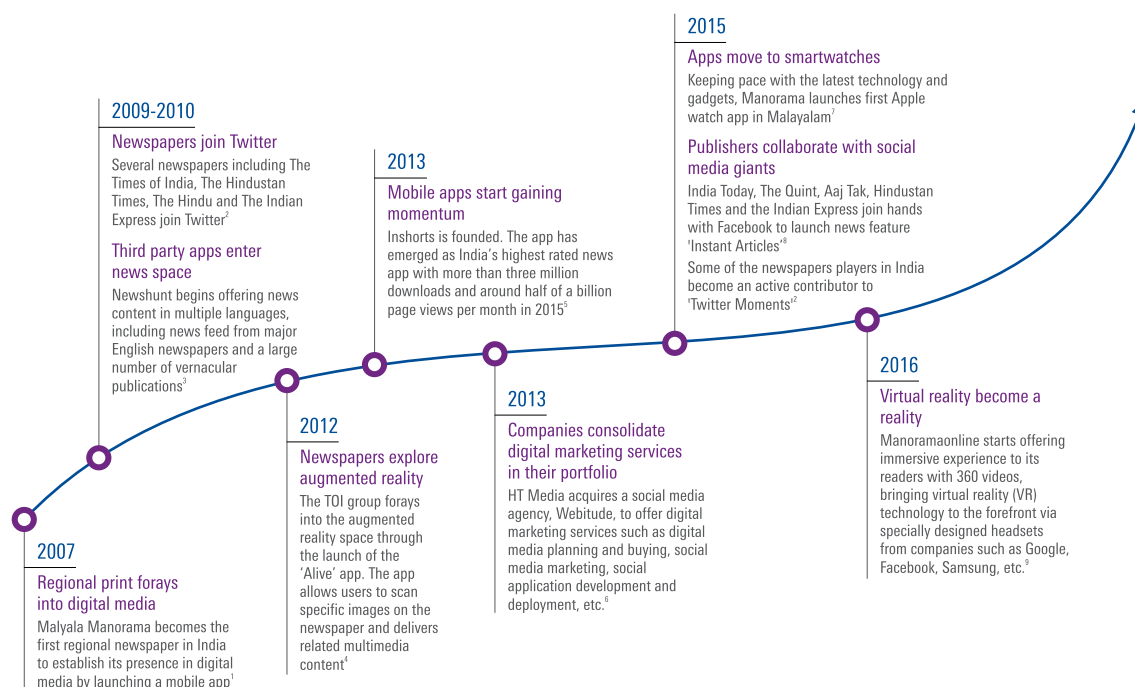 2007
Regional print forays
into digital media
Malyala Manorama becomes the
first regional newspaper in India
to establish its presence in digital
media by launching a mobile app¹
2009-2010
Newspapers join Twitter
Several newspapers including The
Times of India, The Hindustan
Times, The Hindu and The Indian
Express join Twitter²
Third party apps enter
news space
Newshunt begins offering news
content in multiple languages,
including news feed from major
English newspapers and a large
number of vernacular
publications³
2012
Newspapers explore
augmented reality
The TOI group forays
into the augmented
reality space through
the launch of the
‘Alive’ app. The app
allows users to scan
specific images on the
newspaper and delivers
related multimedia
content⁴
2013
Mobile apps start gaining
momentum
Inshorts is founded. The app has
emerged as India’s highest rated news
app with more than three million
downloads and around half of a billion
page views per month in 2015⁵
2013
Companies consolidate
digital marketing services
in their portfolio
HT Media acquires a social media
agency, Webitude, to offer digital
marketing services such as digital
media planning and buying, social
media marketing, social
application development and
deployment, etc.⁶
2015
Apps move to smartwatches
Keeping pace with the latest technology and
gadgets, Manorama launches first Apple
watch app in Malayalam⁷
Publishers collaborate with social
media giants
India Today, The Quint, Aaj Tak, Hindustan
Times and the Indian Express join hands
with Facebook to launch news feature
'Instant Articles'⁸
Some of the newspapers players in India
become an active contributor to
'Twitter Moments'²
2016
Virtual reality become a
reality
Manoramaonline starts offering
immersive experience to its
readers with 360 videos,
bringing virtual reality (VR)
technology to the forefront via
specially designed headsets
from companies such as Google,
Facebook, Samsung, etc.⁹